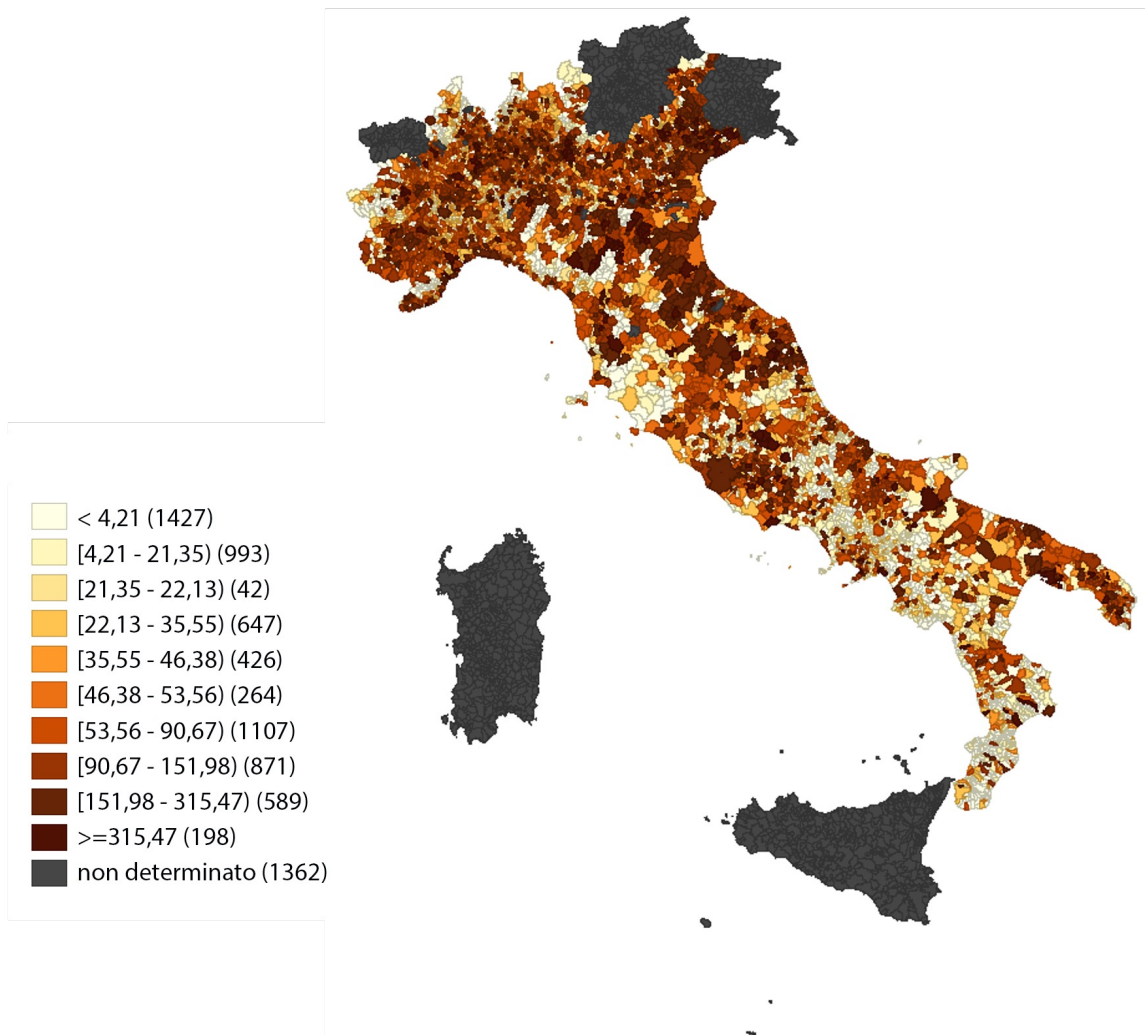 < 4,21 (1427)
[4,21 - 21,35) (993)
[21,35 - 22,13) (42)
[22,13 - 35,55) (647)
[35,55 - 46,38) (426)
[46,38 - 53,56) (264)
[53,56 - 90,67) (1107)
[90,67 - 151,98) (871)
[151,98 - 315,47) (589)
>=315,47 (198)
non determinato (1362)